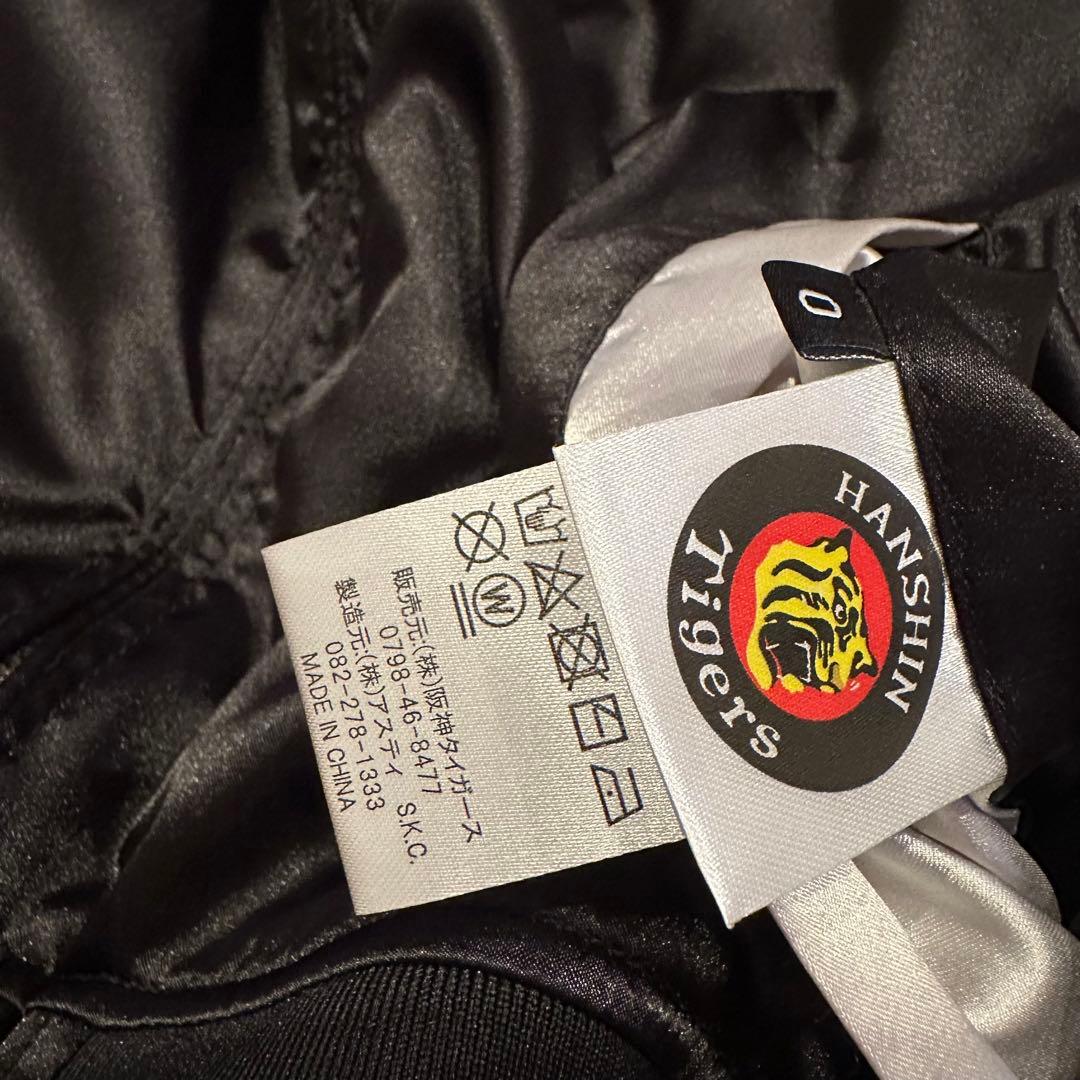 0
HANSHIN
Tigers
W
販売元:(株)阪神タイガース
0798-46-8477
製造元:(株)アスティ S.K.C.
082-278-1333
MADE IN CHINA